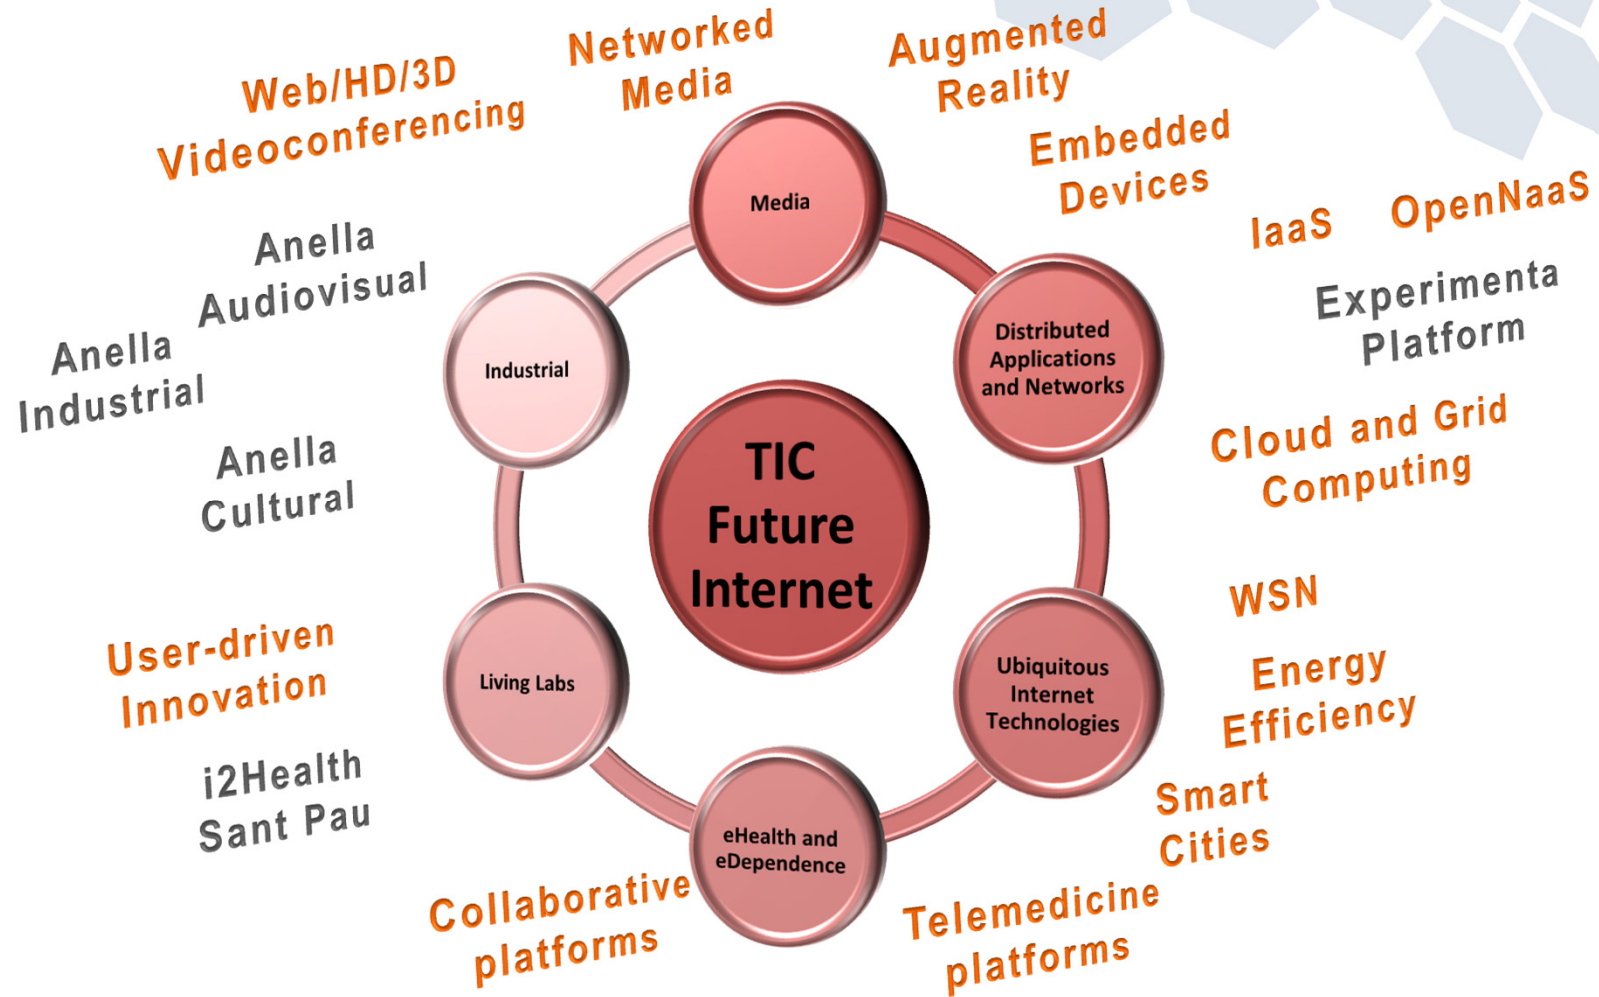 Networked
Media
Augmented
Reality
Web/HD/3D
Videoconferencing
Embedded
Devices
Media
IaaS
OpenNaaS
Anella
Audiovisual
Experimenta
Platform
Anella
Industrial
Industrial
Distributed
Applications
and Networks
Cloud and Grid
Computing
Anella
Cultural
TIC
Future
Internet
WSN
User-driven
Innovation
Living Labs
Ubiquitous
Internet
Technologies
Energy
Efficiency
i2Health
Sant Pau
Smart
Cities
eHealth and
eDependence
Collaborative
platforms
Telemedicine
platforms